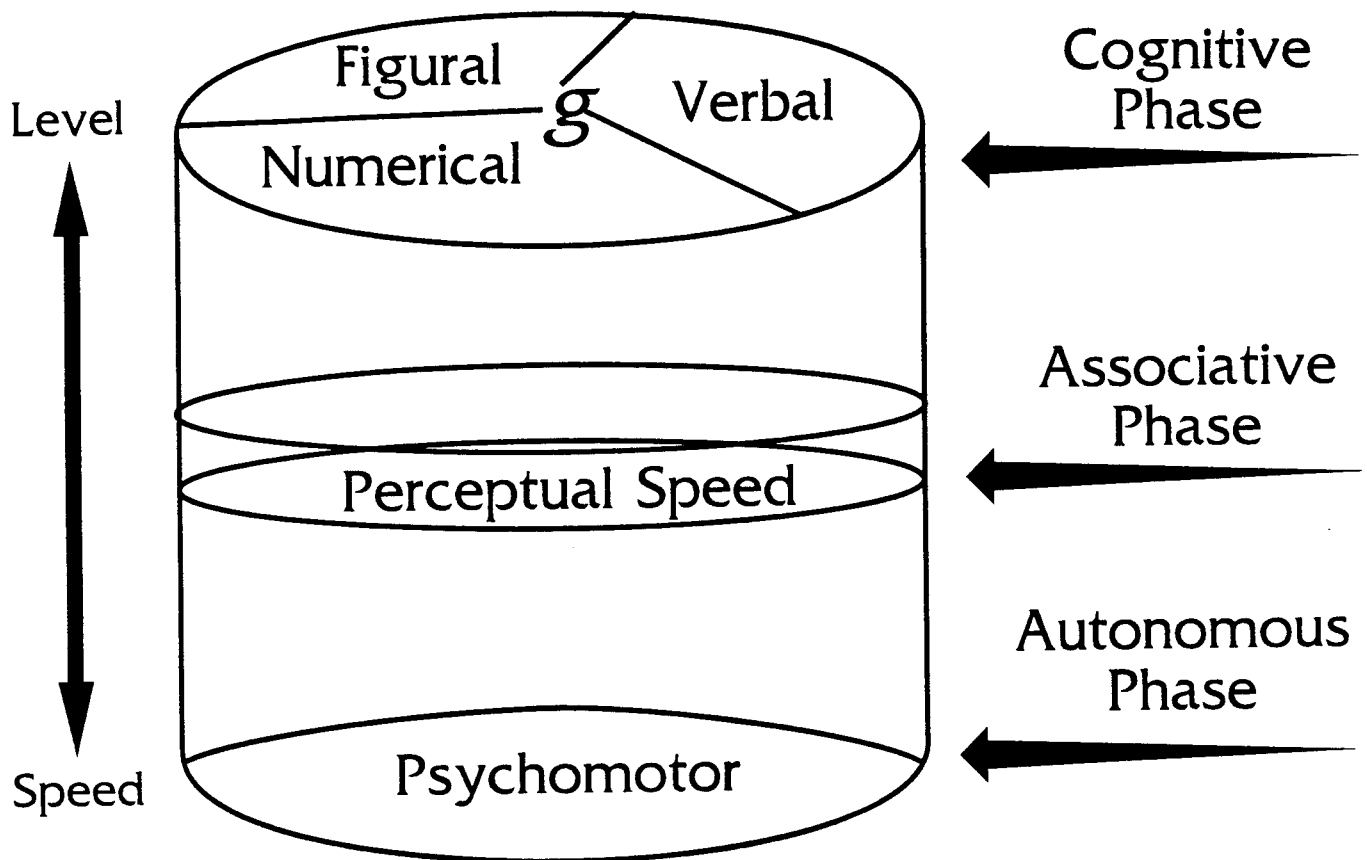 Figural
Verbal
g
Numerical
Level
Speed
Perceptual Speed
Psychomotor
Cognitive
Phase
Associative
Phase
Autonomous
Phase